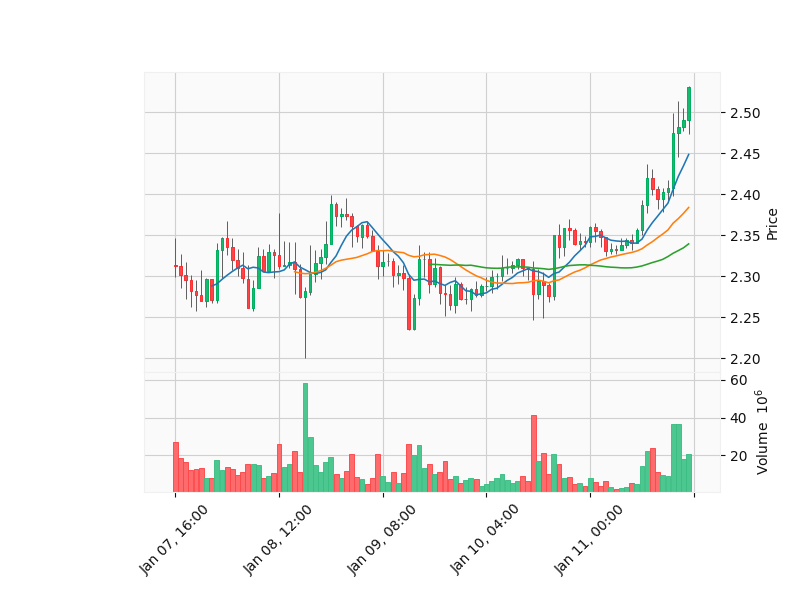 2.50
2.45
2.40
2.35
2.30
2.25
2.20
Price
60
40
20
Volume 10⁶
Jan 07, 16:00
Jan 08, 12:00
Jan 09, 08:00
Jan 10, 04:00
Jan 11, 00:00